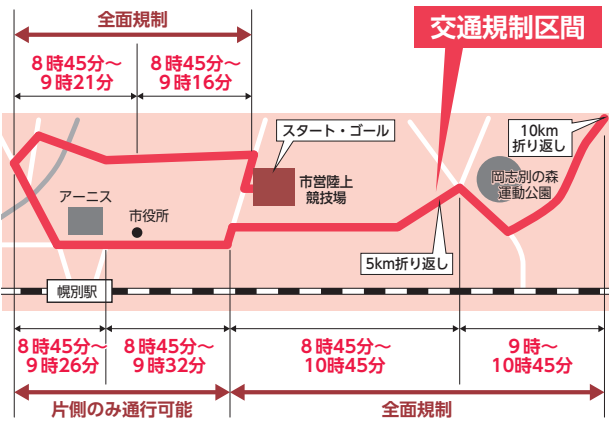 全面規制
8時45分～
9時21分
8時45分～
9時16分
交通規制区間
スタート・ゴール
10km
折り返し
市営陸上
競技場
岡志別の森
運動公園
アーニス
市役所
5km折り返し
幌別駅
8時45分～
9時26分
8時45分～
9時32分
8時45分～
10時45分
9時～
10時45分
片側のみ通行可能
全面規制